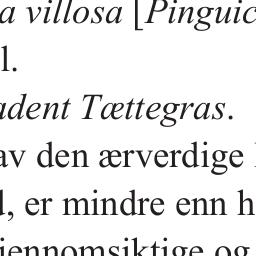 a villosa [Pinguic
l.
adent Tættegras.
av den ærverdige
d, er mindre enn h
jennomsiktige og